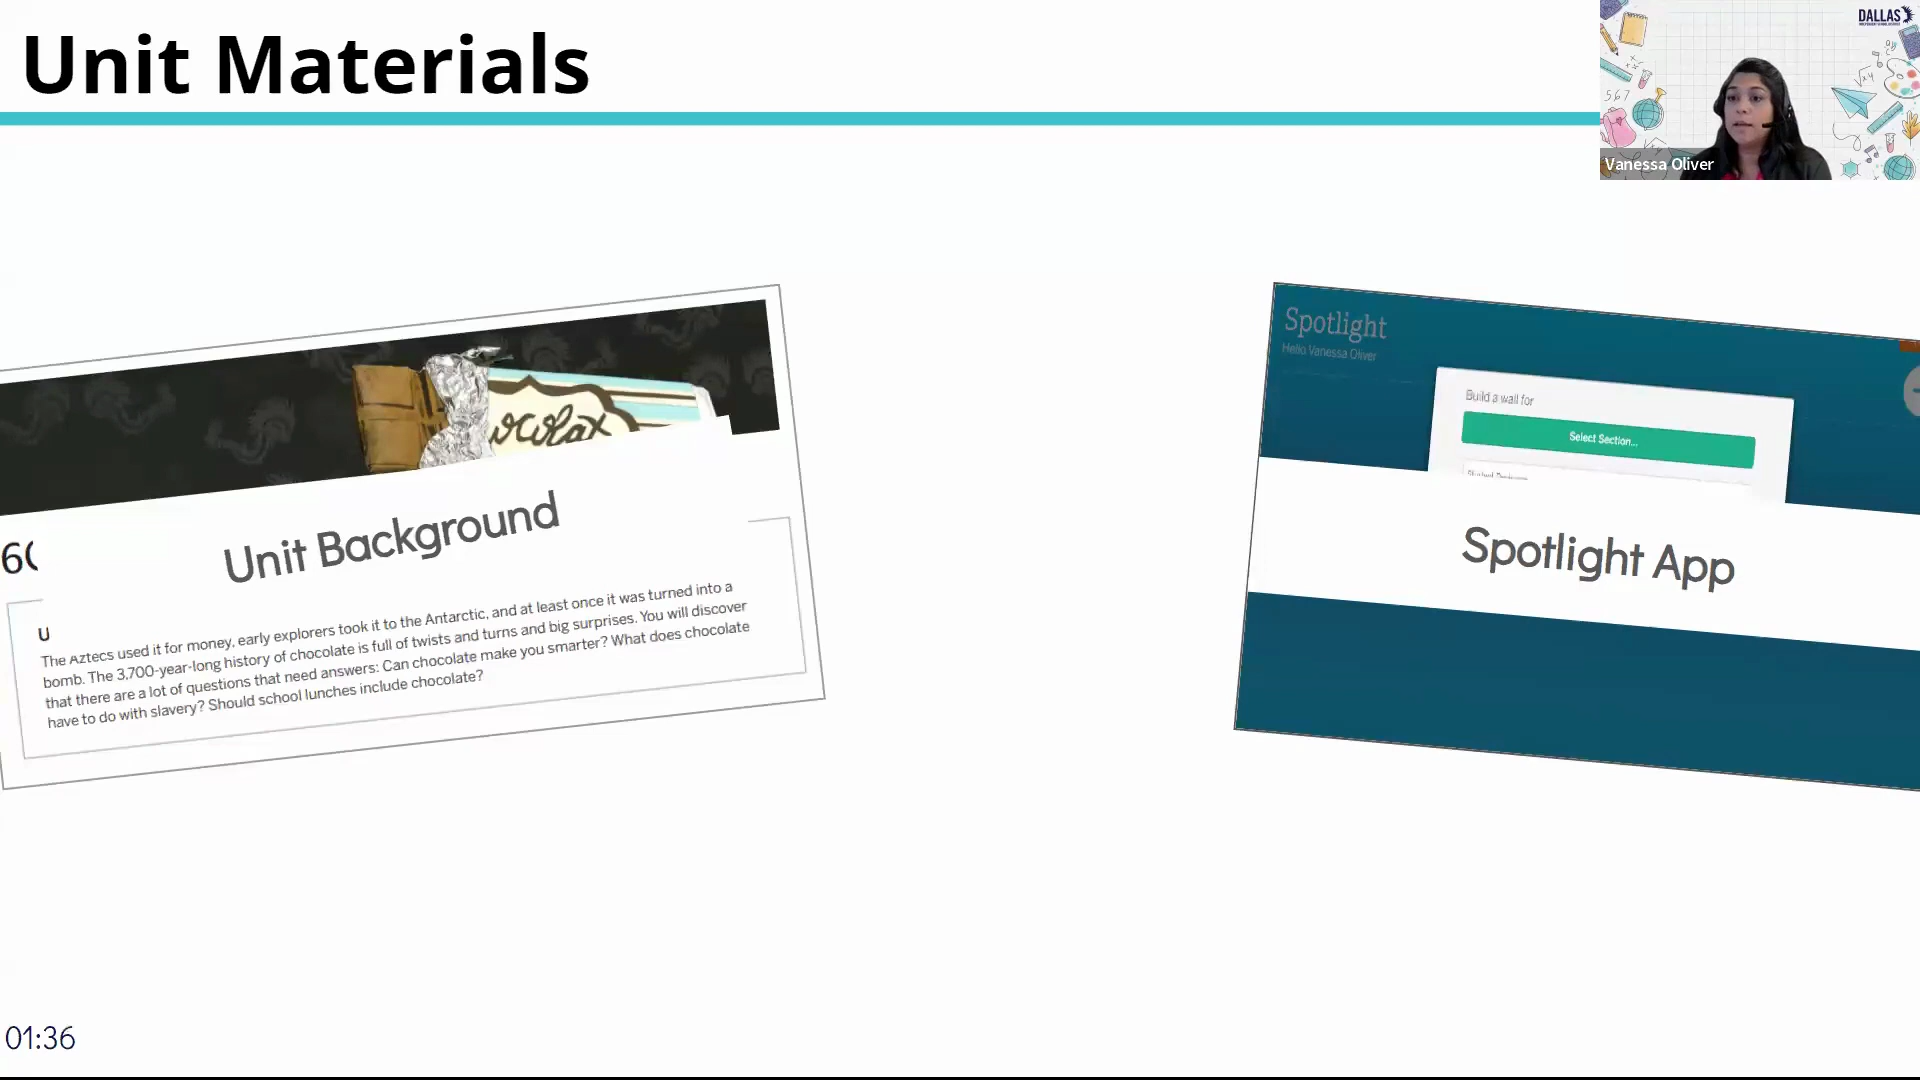 Unit Materials
DALLAS
Vanessa Oliver
ocolax
Unit Background
U
The Aztecs used it for money, early explorers took it to the Antarctic, and at least once it was turned into a
bomb. The 3,700-year-long history of chocolate is full of twists and turns and big surprises. You will discover
that there are a lot of questions that need answers: Can chocolate make you smarter? What does chocolate
have to do with slavery? Should school lunches include chocolate?
Spotlight
Hello Vanessa Oliver
Build a wall for
Select Section...
Spotlight App
01:36